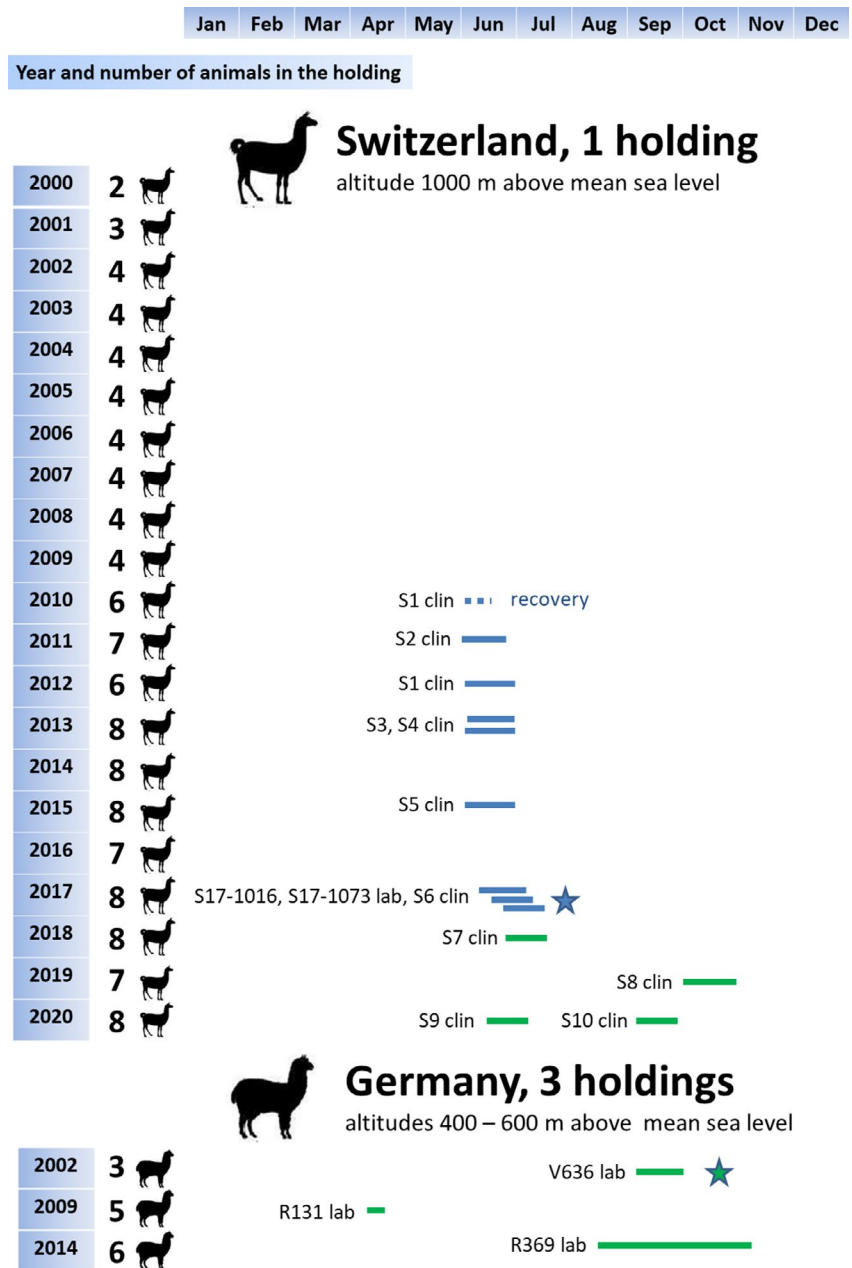 Jan Feb Mar Apr May Jun Jul Aug Sep Oct Nov Dec
Year and number of animals in the holding
Switzerland, 1 holding
altitude 1000 m above mean sea level
2000 2
2001 3
2002 4
2003 4
2004 4
2005 4
2006 4
2007 4
2008 4
2009 4
2010 6 S1 clin recovery
2011 7 S2 clin
2012 6 S1 clin
2013 8 S3, S4 clin
2014 8
2015 8 S5 clin
2016 7
2017 8 S17-1016, S17-1073 lab, S6 clin
2018 8 S7 clin
2019 7 S8 clin
2020 8 S9 clin S10 clin
Germany, 3 holdings
altitudes 400 – 600 m above mean sea level
2002 3 V636 lab
2009 5 R131 lab
2014 6 R369 lab